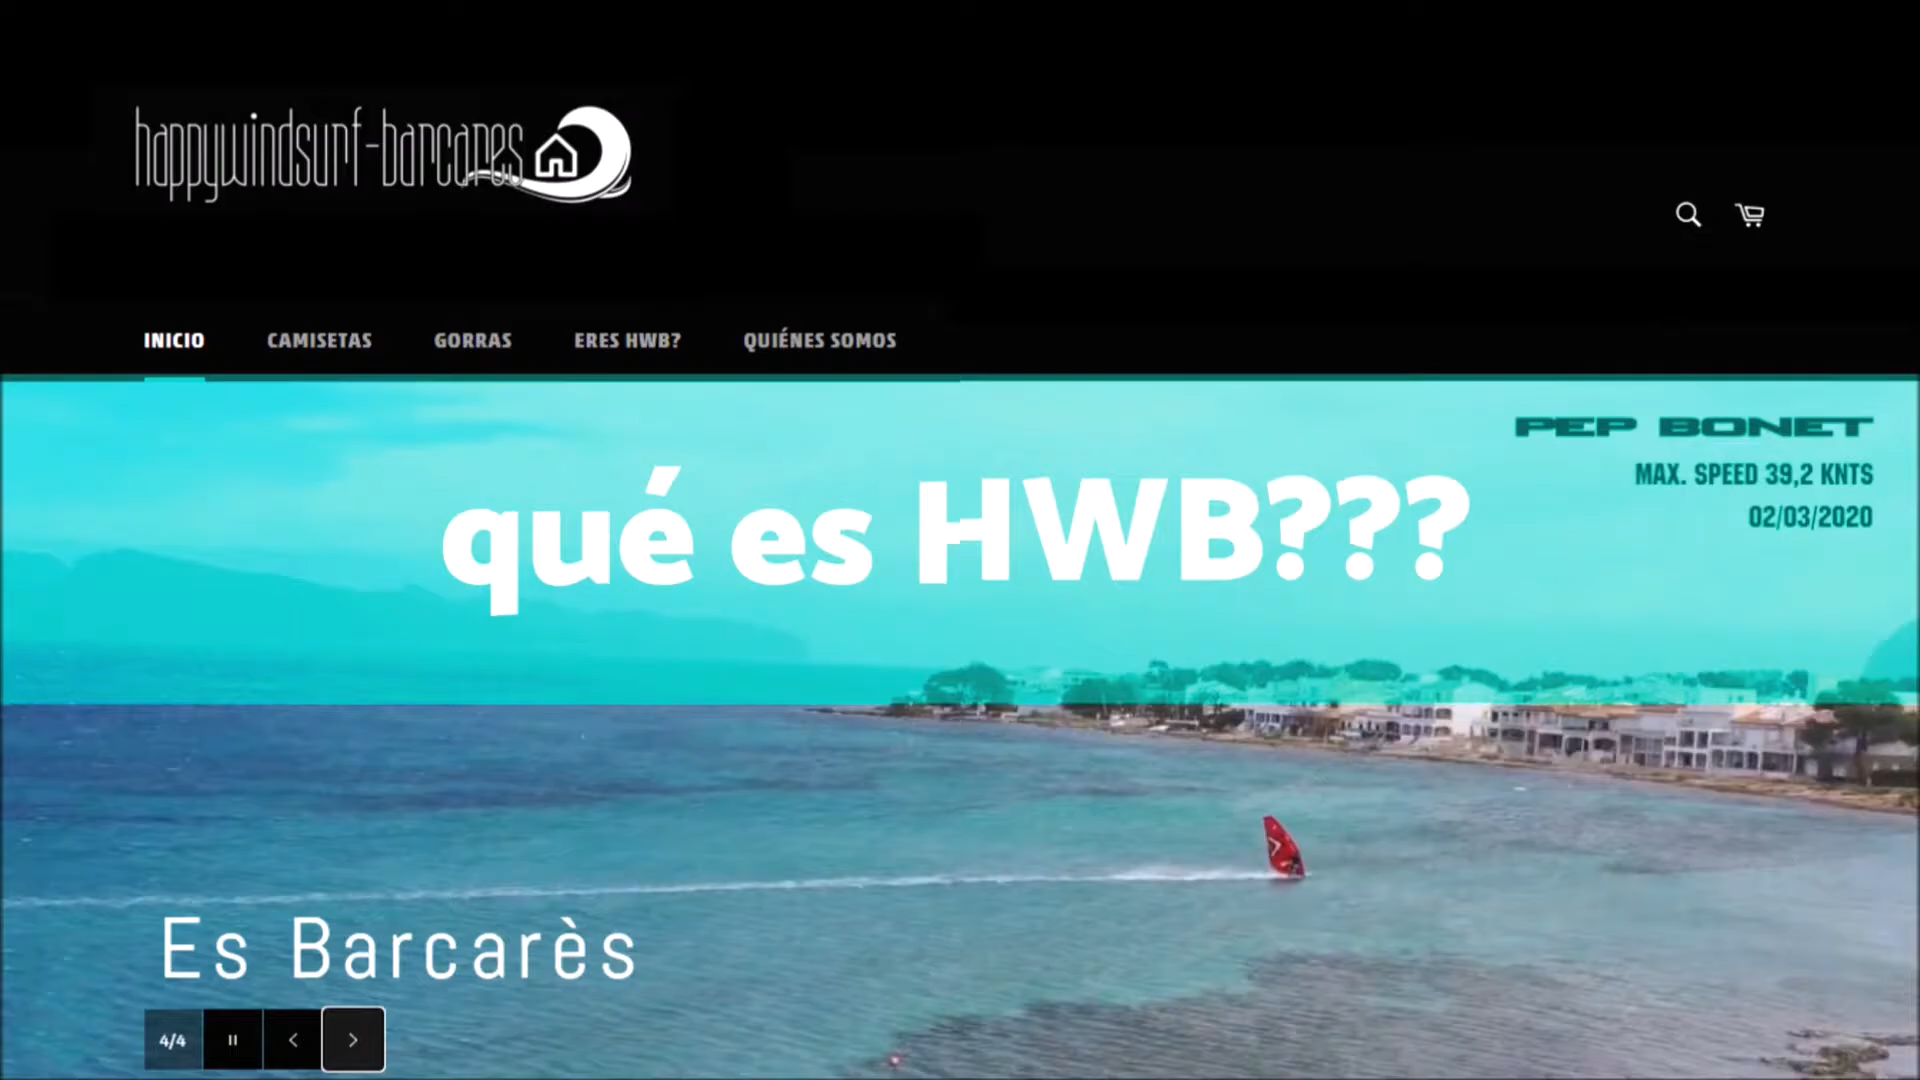 happywindsurf-barcares
INICIO CAMISETAS GORRAS ERES HWB? QUIÉNES SOMOS
PEP BONET
MAX. SPEED 39,2 KNTS
02/03/2020
qué es HWB???
Es Barcarès
4/4